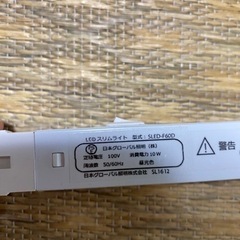 LEDスリムライト 型式：SLED-F60D
日本グローバル照明（株）
定格電圧 100V 消費電力 10W
周波数 50/60Hz 昼光色
日本グローバル照明株式会社 SL1612
警告